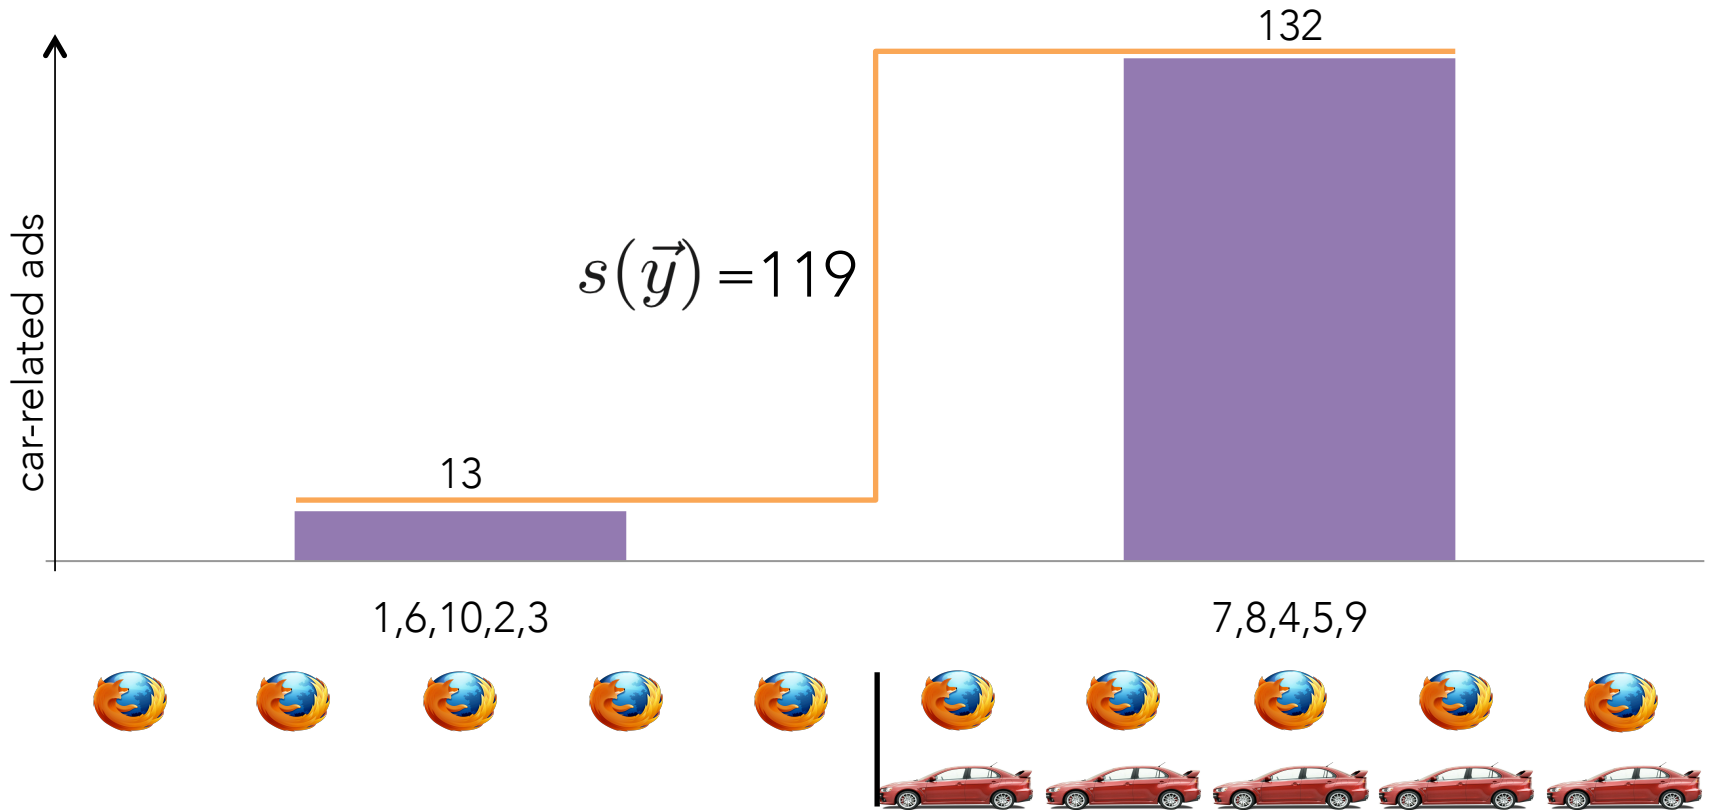 132
car-related ads
s(y⃗) =119
13
1,6,10,2,3
7,8,4,5,9